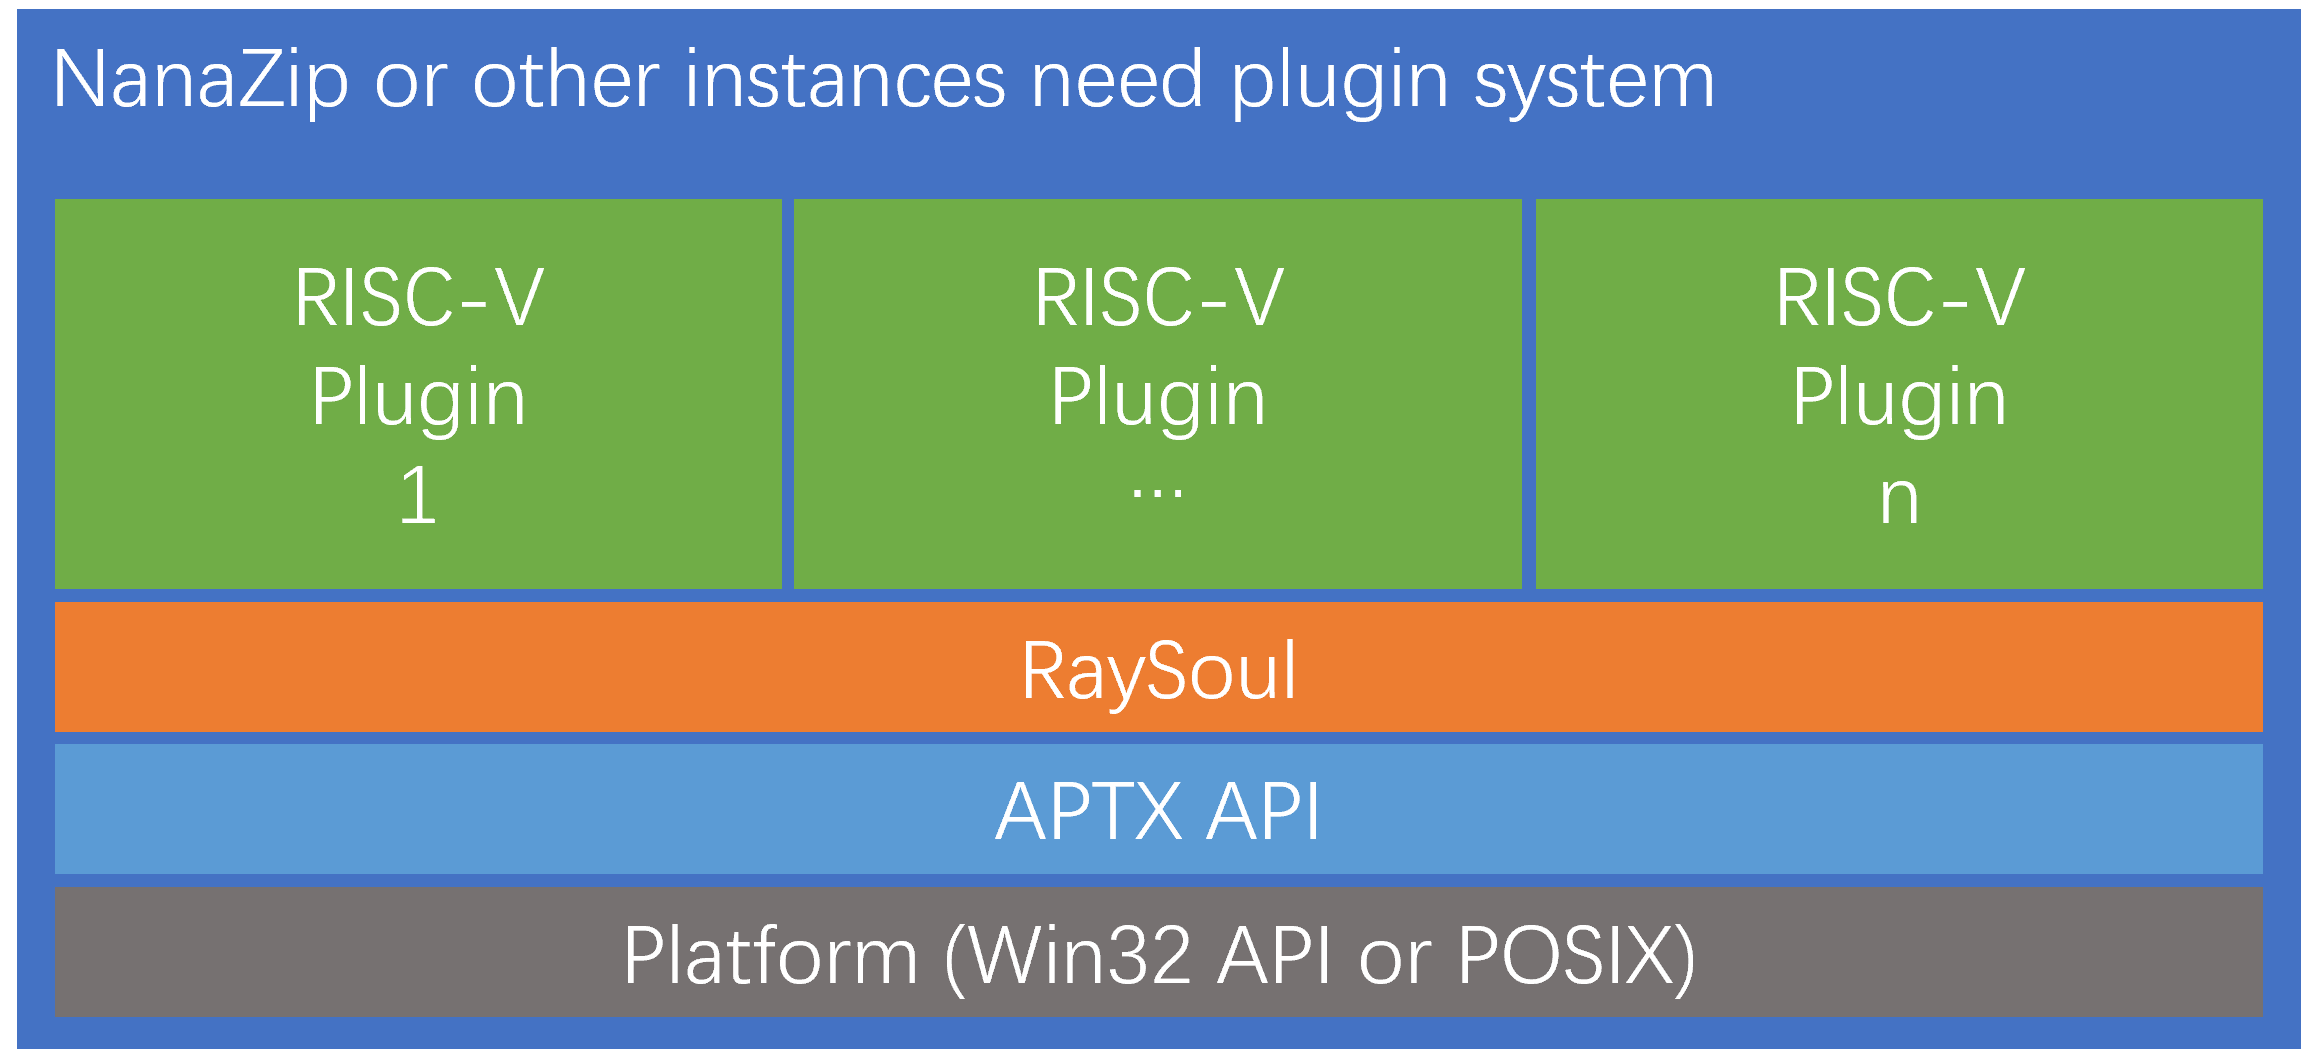 NanaZip or other instances need plugin system
RISC-V
Plugin
1
RISC-V
Plugin
...
RISC-V
Plugin
n
RaySoul
APTX API
Platform (Win32 API or POSIX)